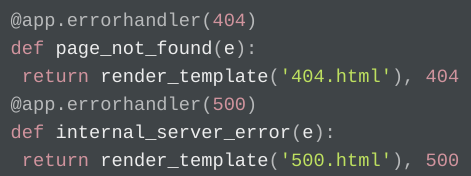 @app.errorhandler(404)
def page_not_found(e):
 return render_template('404.html'), 404
@app.errorhandler(500)
def internal_server_error(e):
 return render_template('500.html'), 500